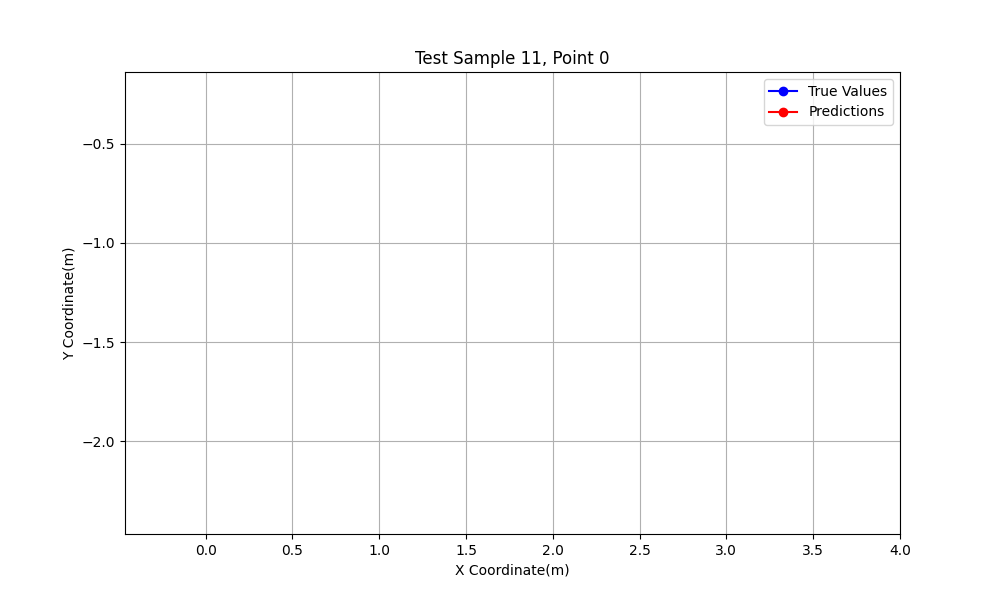 Test Sample 11, Point 0
True Values
Predictions
−0.5
−1.0
−1.5
−2.0
Y Coordinate(m)
0.0 0.5 1.0 1.5 2.0 2.5 3.0 3.5 4.0
X Coordinate(m)